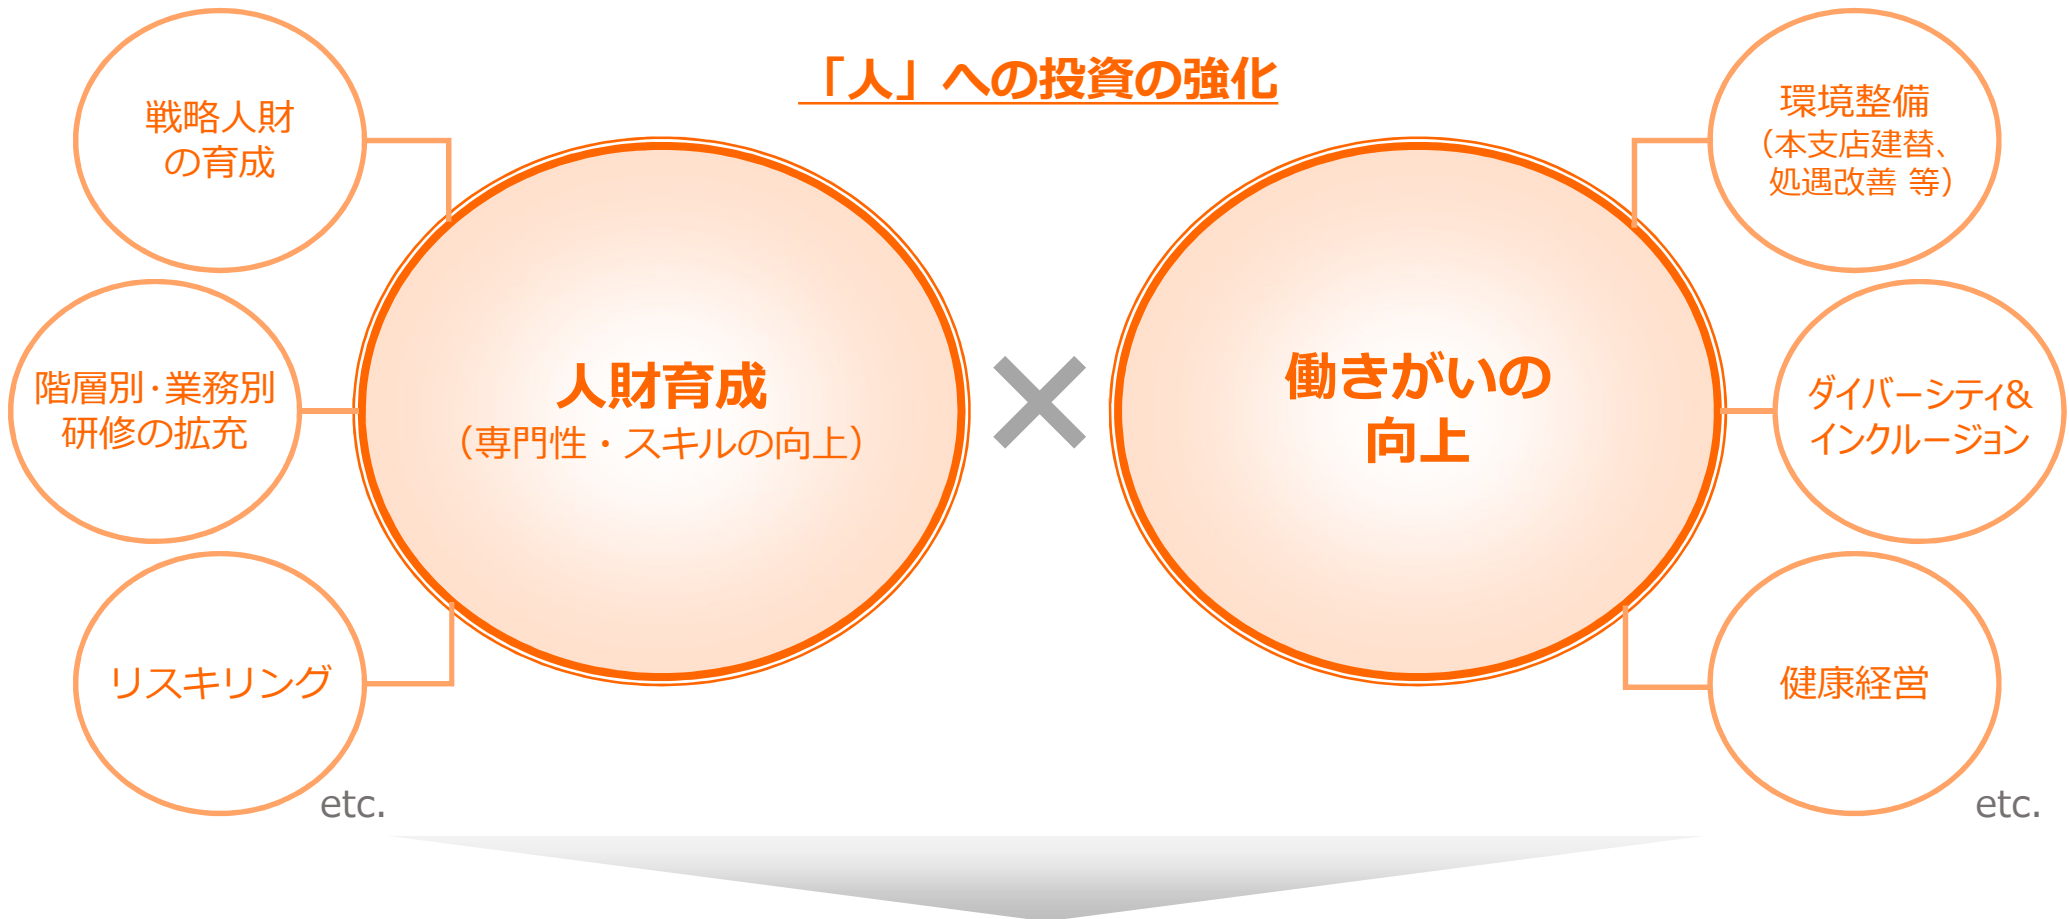 「人」への投資の強化
戦略人財
の育成
階層別・業務別
研修の拡充
リスキリング
etc.
人財育成
（専門性・スキルの向上）
×
働きがいの
向上
環境整備
（本支店建替、
処遇改善 等）
ダイバーシティ&
インクルージョン
健康経営
etc.